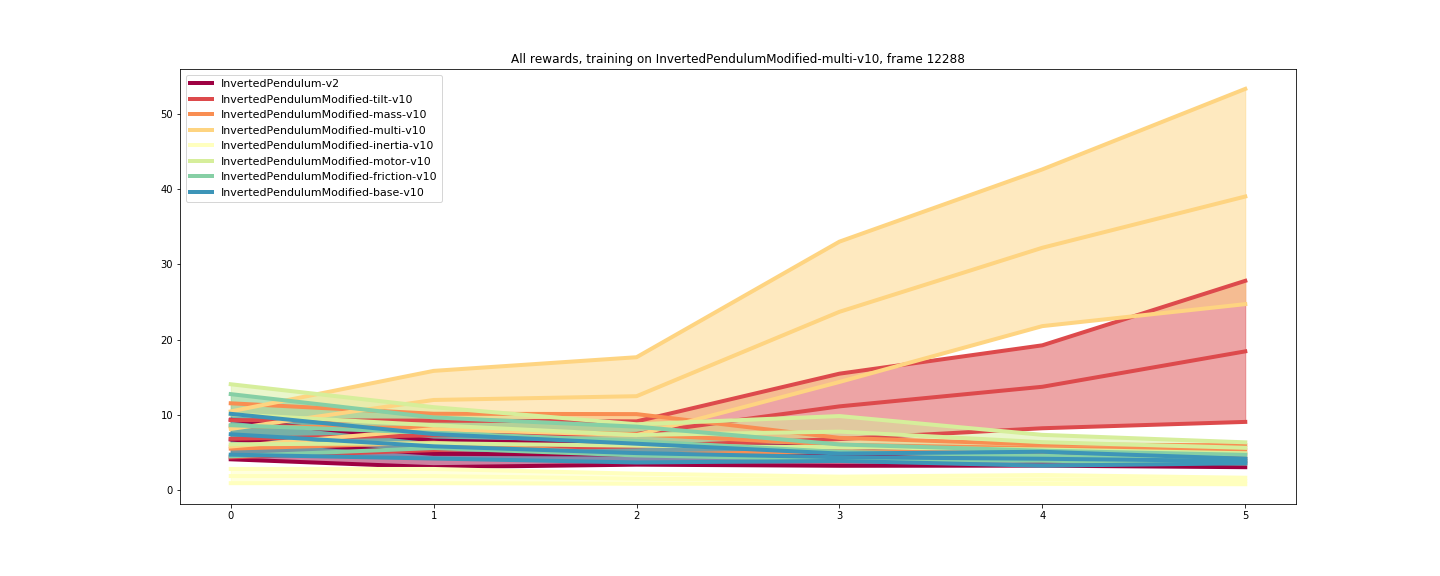 All rewards, training on InvertedPendulumModified-multi-v10, frame 12288
InvertedPendulum-v2
InvertedPendulumModified-tilt-v10
InvertedPendulumModified-mass-v10
InvertedPendulumModified-multi-v10
InvertedPendulumModified-inertia-v10
InvertedPendulumModified-motor-v10
InvertedPendulumModified-friction-v10
InvertedPendulumModified-base-v10
50
40
30
20
10
0
0 1 2 3 4 5